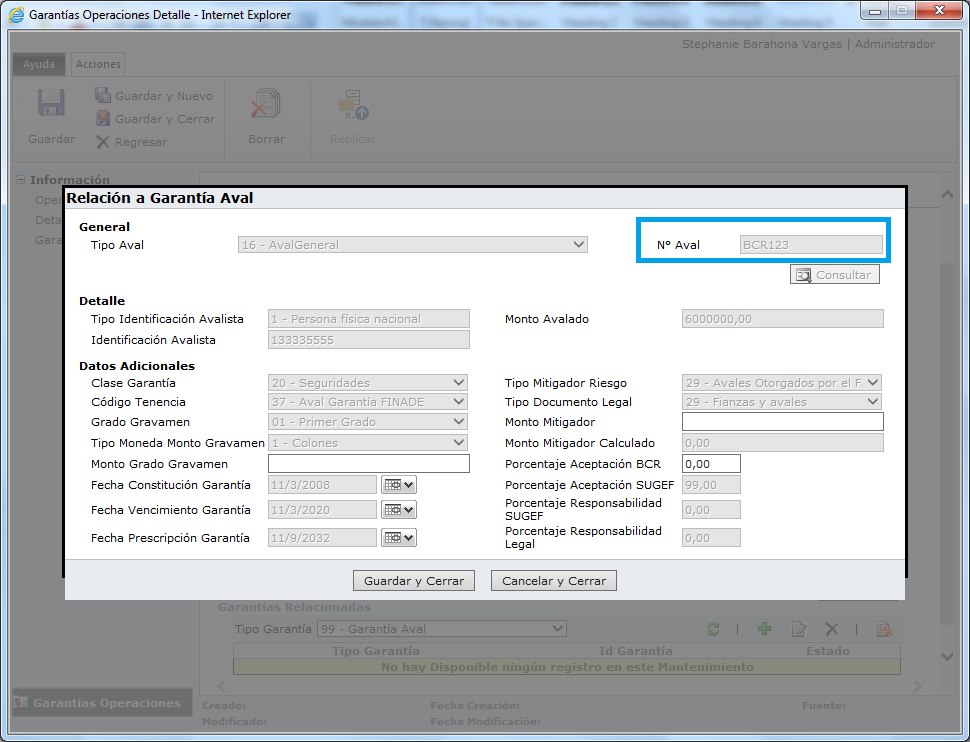 Garantías Operaciones Detalle - Internet Explorer
Stephanie Barahona Vargas | Administrador
Ayuda
Acciones
Guardar
Guardar y Nuevo
Guardar y Cerrar
Regresar
Borrar
Replicar
Información
Oper
Deta
Gara
Relación a Garantía Aval
General
Tipo Aval 16 - AvalGeneral
N° Aval BCR123
Consultar
Detalle
Tipo Identificación Avalista 1 - Persona física nacional
Monto Avalado 6000000,00
Identificación Avalista 133335555
Datos Adicionales
Clase Garantía 20 - Seguridades
Tipo Mitigador Riesgo 29 - Avales Otorgados por el F
Código Tenencia 37 - Aval Garantía FINADE
Tipo Documento Legal 29 - Fianzas y avales
Grado Gravamen 01 - Primer Grado
Monto Mitigador
Tipo Moneda Monto Gravamen 1 - Colones
Monto Mitigador Calculado 0,00
Monto Grado Gravamen
Porcentaje Aceptación BCR 0,00
Fecha Constitución Garantía 11/3/2008
Porcentaje Aceptación SUGEF 99,00
Fecha Vencimiento Garantía 11/3/2020
Porcentaje Responsabilidad
SUGEF 0,00
Fecha Prescripción Garantía 11/9/2032
Porcentaje Responsabilidad
Legal 0,00
Guardar y Cerrar
Cancelar y Cerrar
Garantías Relacionadas
Tipo Garantía 99 - Garantía Aval
Tipo Garantía Id Garantía Estado
No hay Disponible ningún registro en este Mantenimiento
Garantías Operaciones
Creado: Fecha Creación: Fuente:
Modificado: Fecha Modificación: